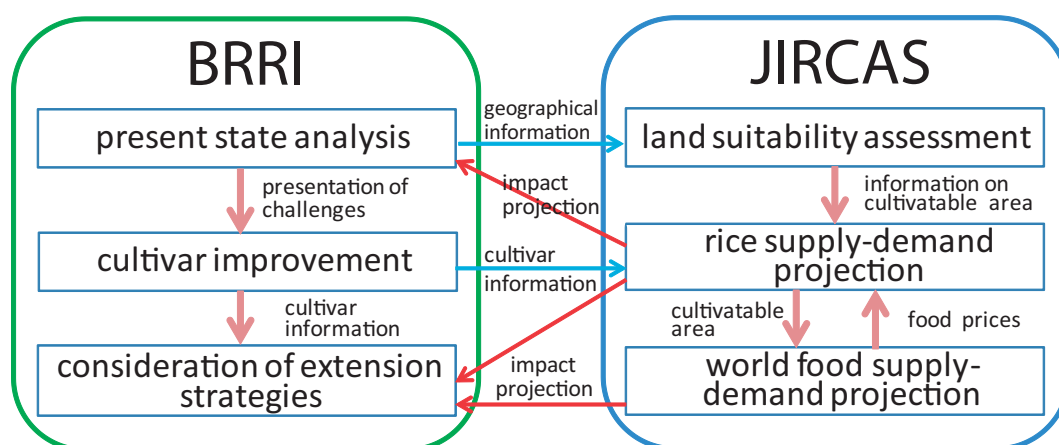 BRRI
present state analysis
presentation of
challenges
cultivar improvement
cultivar
information
consideration of extension
strategies
geographical
information
impact
projection
cultivar
information
impact
projection
JIRCAS
land suitability assessment
information on
cultivatable area
rice supply-demand
projection
cultivatable
area
food prices
world food supply-
demand projection